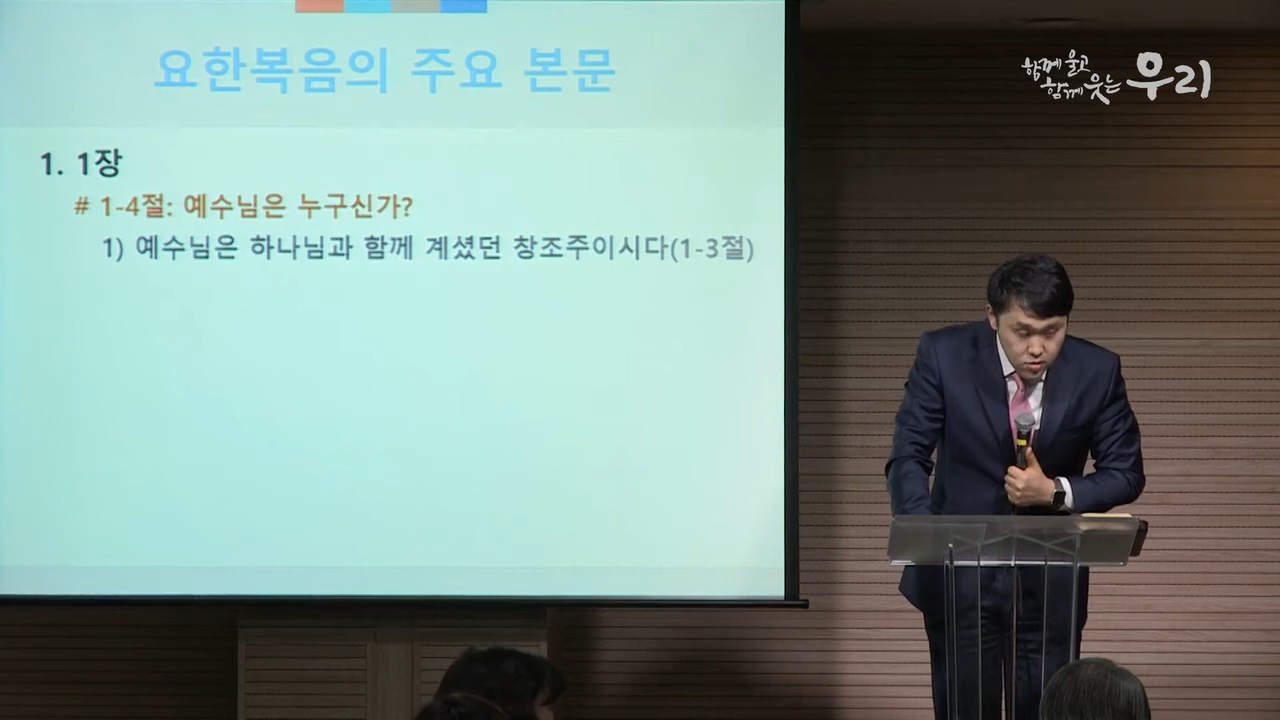 요한복음의 주요 본문
1. 1장
# 1-4절: 예수님은 누구신가?
1) 예수님은 하나님과 함께 계셨던 창조주이시다(1-3절)
함께 울고
함께 웃는 우리